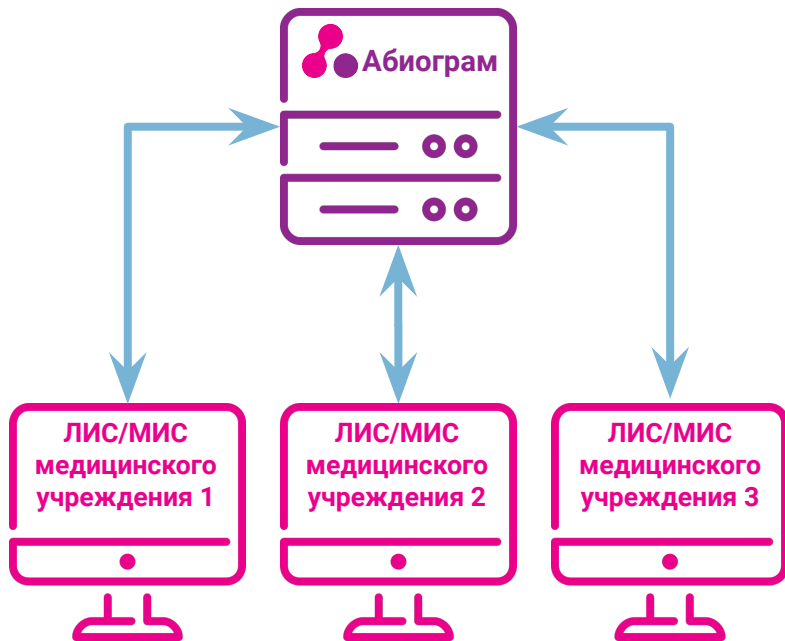 Абиограм
ЛИС/МИС
медицинского
учреждения 1
ЛИС/МИС
медицинского
учреждения 2
ЛИС/МИС
медицинского
учреждения 3